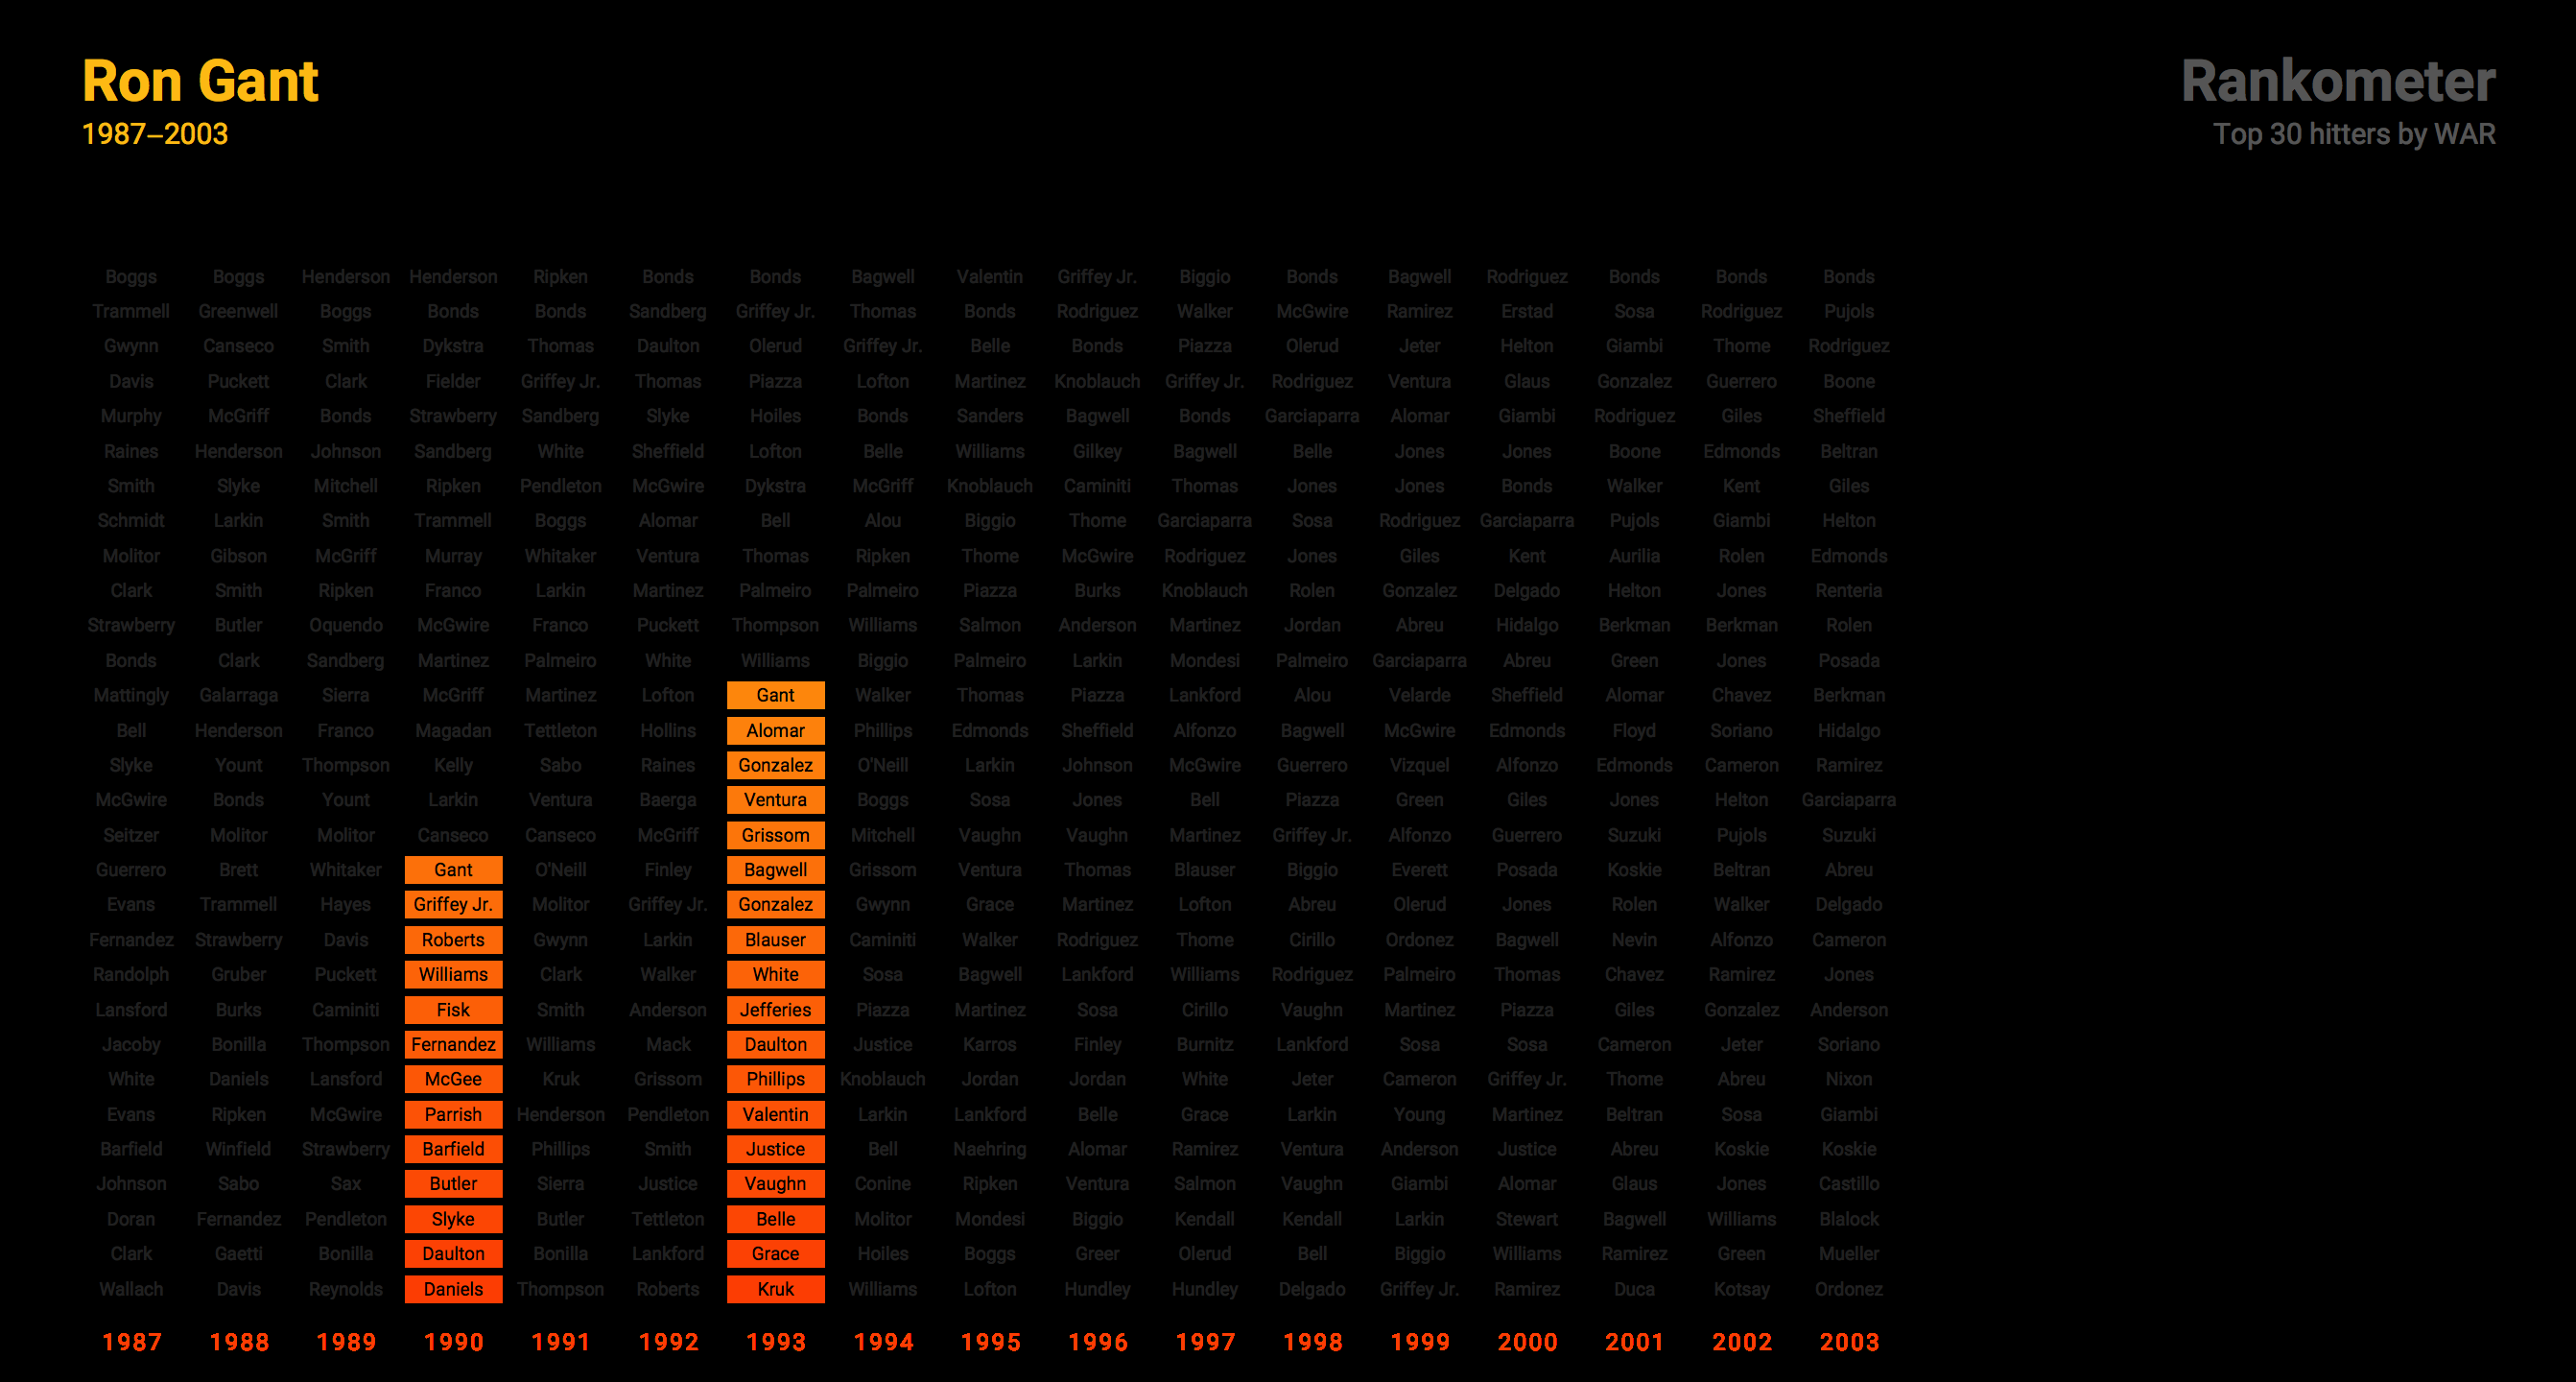 Ron Gant
1987–2003
Rankometer
Top 30 hitters by WAR
Boggs Boggs Henderson Henderson Ripken Bonds Bonds Bagwell Valentin Griffey Jr. Biggio Bonds Bagwell Rodriguez Bonds Bonds Bonds
Trammell Greenwell Boggs Bonds Bonds Sandberg Griffey Jr. Thomas Bonds Rodriguez Walker McGwire Ramirez Erstad Sosa Rodriguez Pujols
Gwynn Canseco Smith Dykstra Thomas Daulton Olerud Griffey Jr. Belle Bonds Piazza Olerud Jeter Helton Giambi Thome Rodriguez
Davis Puckett Clark Fielder Griffey Jr. Thomas Piazza Lofton Martinez Knoblauch Griffey Jr. Rodriguez Ventura Glaus Gonzalez Guerrero Boone
Murphy McGriff Bonds Strawberry Sandberg Slyke Hoiles Bonds Sanders Bagwell Bonds Garciaparra Alomar Giambi Rodriguez Giles Sheffield
Raines Henderson Johnson Sandberg White Sheffield Lofton Belle Williams Gilkey Bagwell Belle Jones Jones Boone Edmonds Beltran
Smith Slyke Mitchell Ripken Pendleton McGwire Dykstra McGriff Knoblauch Caminiti Thomas Jones Jones Bonds Walker Kent Giles
Schmidt Larkin Smith Trammell Boggs Alomar Bell Alou Biggio Thome Garciaparra Sosa Rodriguez Garciaparra Pujols Giambi Helton
Molitor Gibson McGriff Murray Whitaker Ventura Thomas Ripken Thome McGwire Rodriguez Jones Giles Kent Aurilia Rolen Edmonds
Clark Smith Ripken Franco Larkin Martinez Palmeiro Palmeiro Piazza Burks Knoblauch Rolen Gonzalez Delgado Helton Jones Renteria
Strawberry Butler Oquendo McGwire Franco Puckett Thompson Williams Salmon Anderson Martinez Jordan Abreu Hidalgo Berkman Berkman Rolen
Bonds Clark Sandberg Martinez Palmeiro White Williams Biggio Palmeiro Larkin Mondesi Palmeiro Garciaparra Abreu Green Jones Posada
Mattingly Galarraga Sierra McGriff Martinez Lofton Gant Walker Thomas Piazza Lankford Alou Velarde Sheffield Alomar Chavez Berkman
Bell Henderson Franco Magadan Tettleton Hollins Alomar Phillips Edmonds Sheffield Alfonzo Bagwell McGwire Edmonds Floyd Soriano Hidalgo
Slyke Yount Thompson Kelly Sabo Raines Gonzalez O'Neill Larkin Johnson McGwire Guerrero Vizquel Alfonzo Edmonds Cameron Ramirez
McGwire Bonds Yount Larkin Ventura Baerga Ventura Boggs Sosa Jones Bell Piazza Green Giles Jones Helton Garciaparra
Seitzer Molitor Molitor Canseco Canseco McGriff Grissom Mitchell Vaughn Vaughn Martinez Griffey Jr. Alfonzo Guerrero Suzuki Pujols Suzuki
Guerrero Brett Whitaker Gant O'Neill Finley Bagwell Grissom Ventura Thomas Blauser Biggio Everett Posada Koskie Beltran Abreu
Evans Trammell Hayes Griffey Jr. Molitor Griffey Jr. Gonzalez Gwynn Grace Martinez Lofton Abreu Olerud Jones Rolen Walker Delgado
Fernandez Strawberry Davis Roberts Gwynn Larkin Blauser Caminiti Walker Rodriguez Thome Cirillo Ordonez Bagwell Nevin Alfonzo Cameron
Randolph Gruber Puckett Williams Clark Walker White Sosa Bagwell Lankford Williams Rodriguez Palmeiro Thomas Chavez Ramirez Jones
Lansford Burks Caminiti Fisk Smith Anderson Jefferies Piazza Martinez Sosa Cirillo Vaughn Martinez Piazza Giles Gonzalez Anderson
Jacoby Bonilla Thompson Fernandez Williams Mack Daulton Justice Karros Finley Burnitz Lankford Sosa Sosa Cameron Jeter Soriano
White Daniels Lansford McGee Kruk Grissom Phillips Knoblauch Jordan Jordan White Jeter Cameron Griffey Jr. Thome Abreu Nixon
Evans Ripken McGwire Parrish Henderson Pendleton Valentin Larkin Lankford Belle Grace Larkin Young Martinez Beltran Sosa Giambi
Barfield Winfield Strawberry Barfield Phillips Smith Justice Bell Naehring Alomar Ramirez Ventura Anderson Justice Abreu Koskie Koskie
Johnson Sabo Sax Butler Sierra Justice Vaughn Conine Ripken Ventura Salmon Vaughn Giambi Alomar Glaus Jones Castillo
Doran Fernandez Pendleton Slyke Butler Tettleton Belle Molitor Mondesi Biggio Kendall Kendall Larkin Stewart Bagwell Williams Blalock
Clark Gaetti Bonilla Daulton Bonilla Lankford Grace Hoiles Boggs Greer Olerud Bell Biggio Williams Ramirez Green Mueller
Wallach Davis Reynolds Daniels Thompson Roberts Kruk Williams Lofton Hundley Hundley Delgado Griffey Jr. Ramirez Duca Kotsay Ordonez
1987 1988 1989 1990 1991 1992 1993 1994 1995 1996 1997 1998 1999 2000 2001 2002 2003